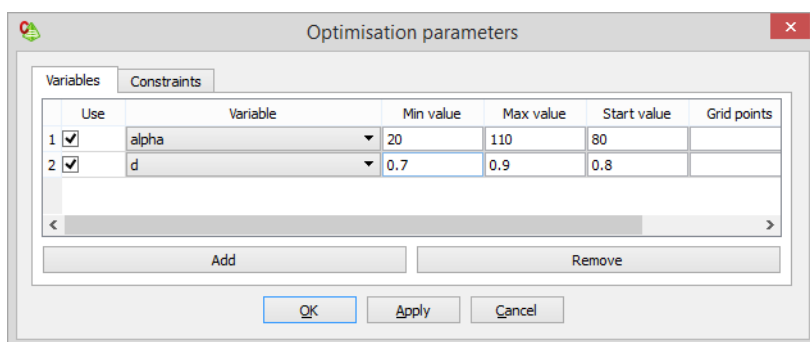 Optimisation parameters
Variables Constraints
Use Variable Min value Max value Start value Grid points
1 alpha 20 110 80
2 d 0.7 0.9 0.8
Add Remove
OK Apply Cancel